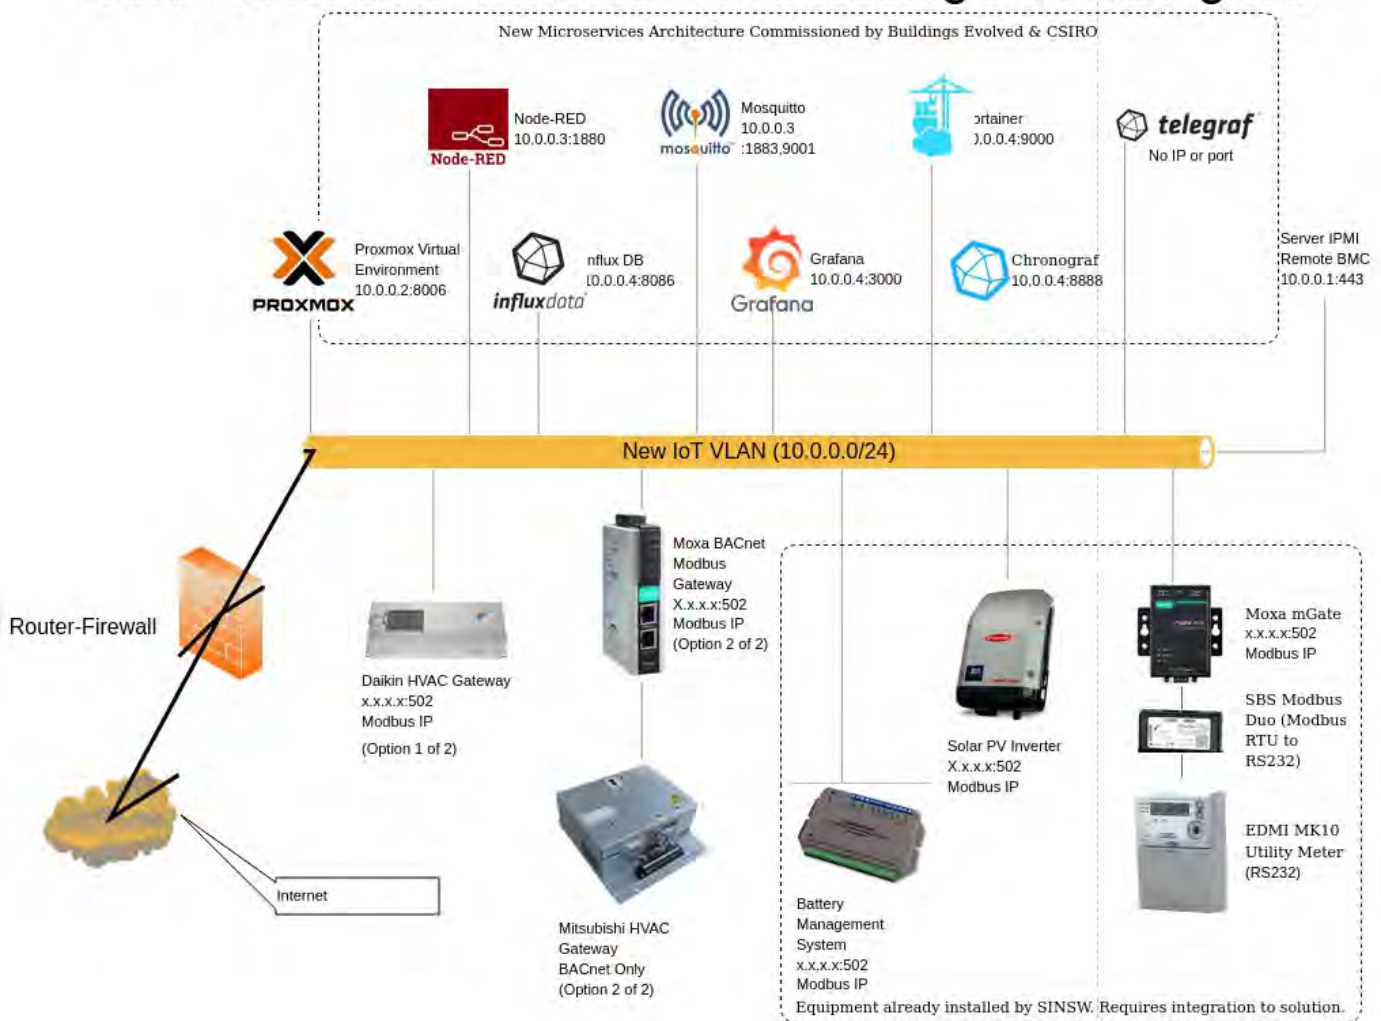 New Microservices Architecture Commissioned by Buildings Evolved & CSIRO
Node-RED
10.0.0.3:1880
Node-RED
Mosquitto
10.0.0.3
:1883,9001
mosquitto
ortainer
0.0.4:9000
telegraf
No IP or port
Proxmox Virtual
Environment
10.0.0.2:8006
PROXMOX
nflux DB
10.0.0.4:8086
influxdata
Grafana
10.0.0.4:3000
Grafana
Chronograf
10.0.0.4:8888
Server IPMI
Remote BMC
10.0.0.1:443
New IoT VLAN (10.0.0.0/24)
Router-Firewall
Internet
Daikin HVAC Gateway
x.x.x.x:502
Modbus IP
(Option 1 of 2)
Moxa BACnet
Modbus
Gateway
X.x.x.x:502
Modbus IP
(Option 2 of 2)
Mitsubishi HVAC
Gateway
BACnet Only
(Option 2 of 2)
Battery
Management
System
x.x.x.x:502
Modbus IP
Solar PV Inverter
X.x.x.x:502
Modbus IP
Moxa mGate
x.x.x.x:502
Modbus IP
SBS Modbus
Duo (Modbus
RTU to
RS232)
EDMI MK10
Utility Meter
(RS232)
Equipment already installed by SINSW. Requires integration to solution.